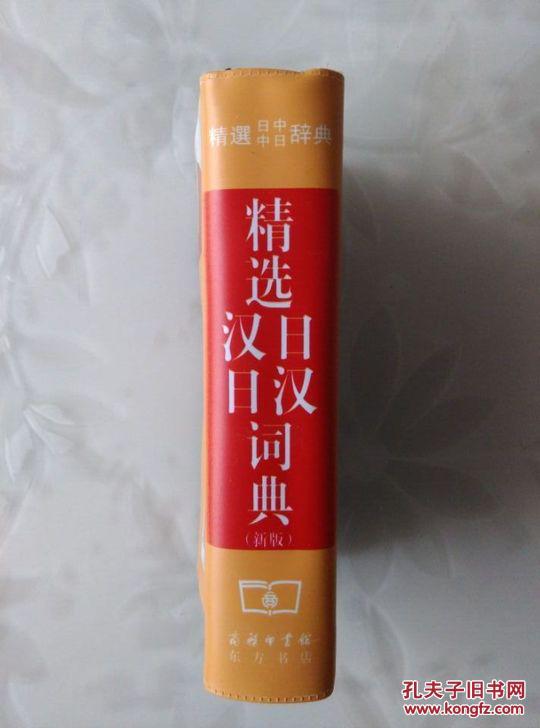 精選日中中日辞典
精选
日汉
汉日
词典
（新版）
商务印书馆
东方书店
孔夫子旧书网
www.kongfz.com